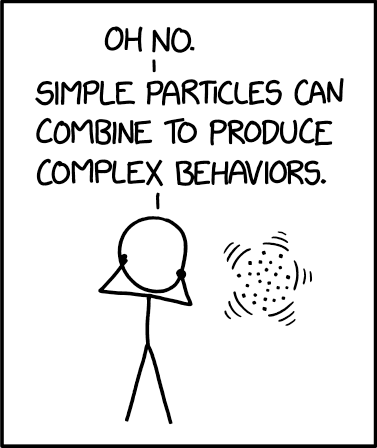 OH NO.
SIMPLE PARTICLES CAN
COMBINE TO PRODUCE
COMPLEX BEHAVIORS.